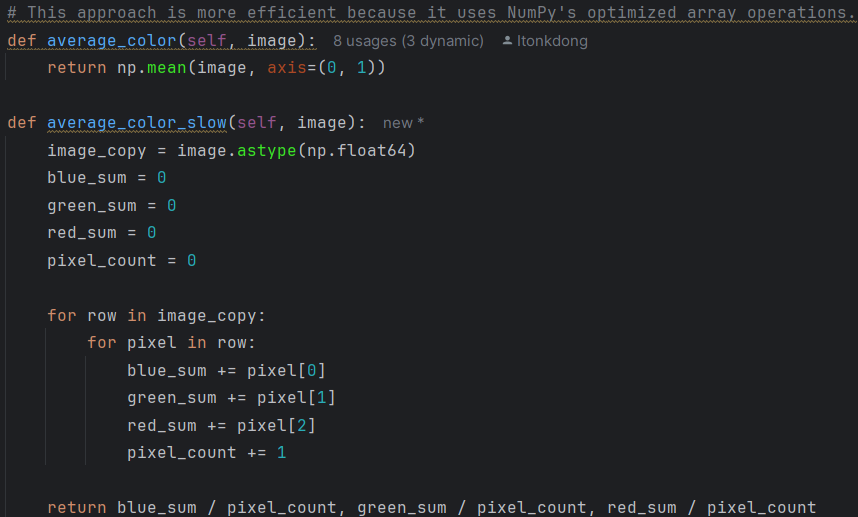 # This approach is more efficient because it uses NumPy's optimized array operations.
def average_color(self, image): 8 usages (3 dynamic) ltonkdong
    return np.mean(image, axis=(0, 1))

def average_color_slow(self, image): new *
    image_copy = image.astype(np.float64)
    blue_sum = 0
    green_sum = 0
    red_sum = 0
    pixel_count = 0

    for row in image_copy:
        for pixel in row:
            blue_sum += pixel[0]
            green_sum += pixel[1]
            red_sum += pixel[2]
            pixel_count += 1

    return blue_sum / pixel_count, green_sum / pixel_count, red_sum / pixel_count